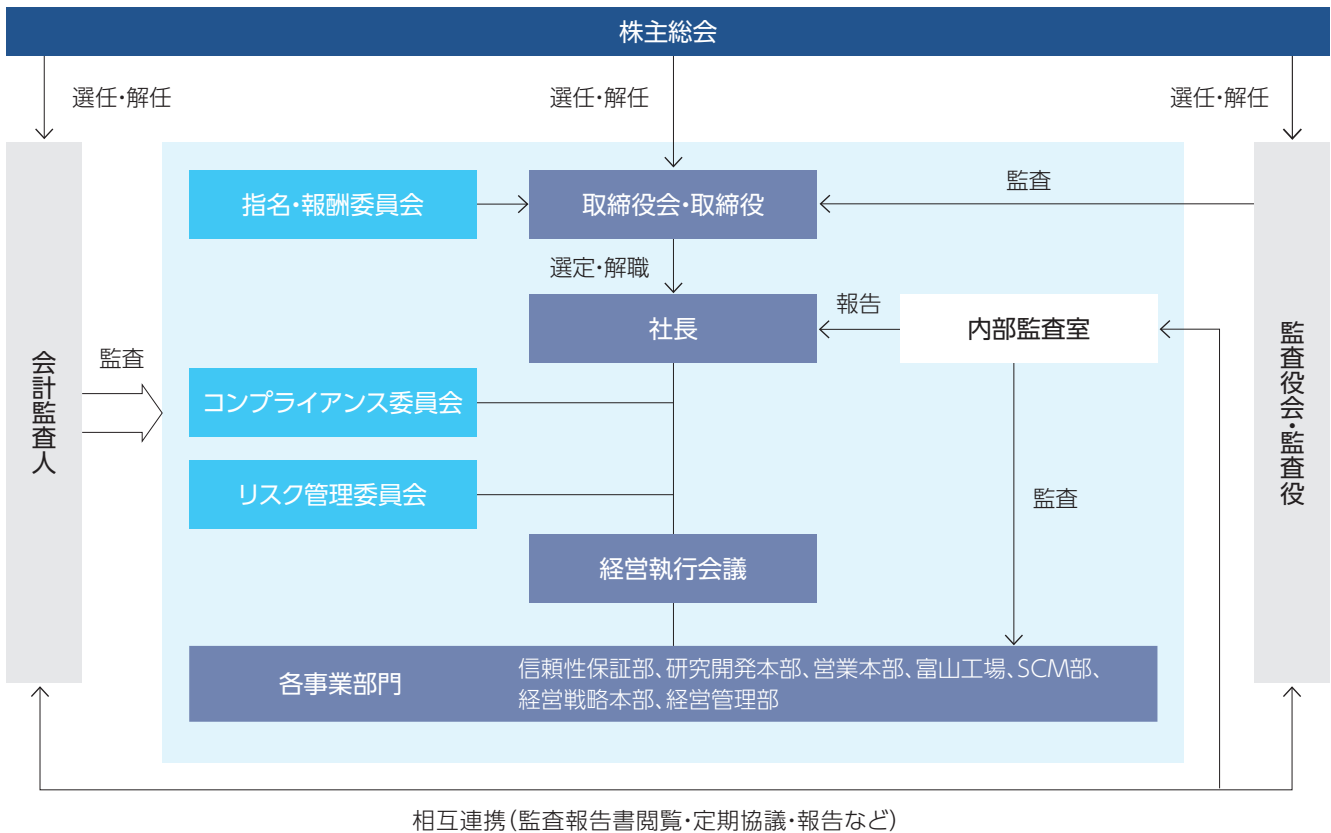 株主総会
選任・解任
選任・解任
選任・解任
指名・報酬委員会
取締役会・取締役
監査
選定・解職
社長
報告
内部監査室
会計監査人
監査
コンプライアンス委員会
リスク管理委員会
監査
監査役会・監査役
経営執行会議
各事業部門
信頼性保証部、研究開発本部、営業本部、富山工場、SCM部、
経営戦略本部、経営管理部
相互連携(監査報告書閲覧・定期協議・報告など)